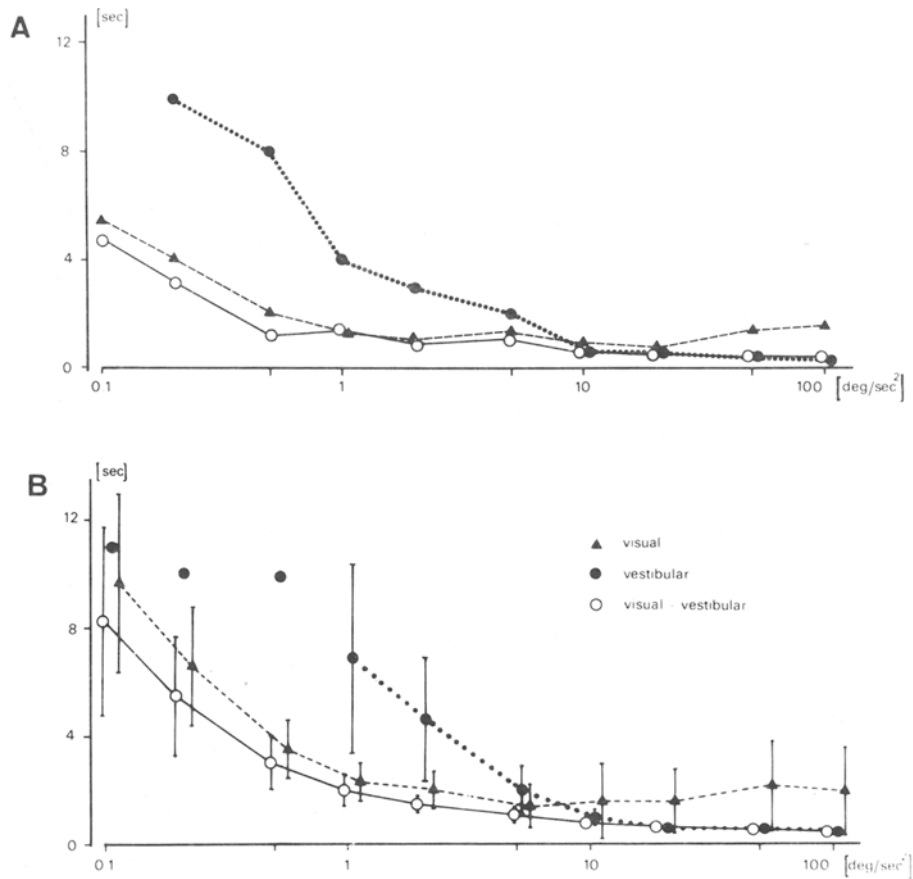 A
[sec]
12
8
4
0
0.1
1
10
100
[deg/sec²]
B
[sec]
12
8
4
0
visual
vestibular
visual - vestibular
0.1
1
10
100
[deg/sec²]